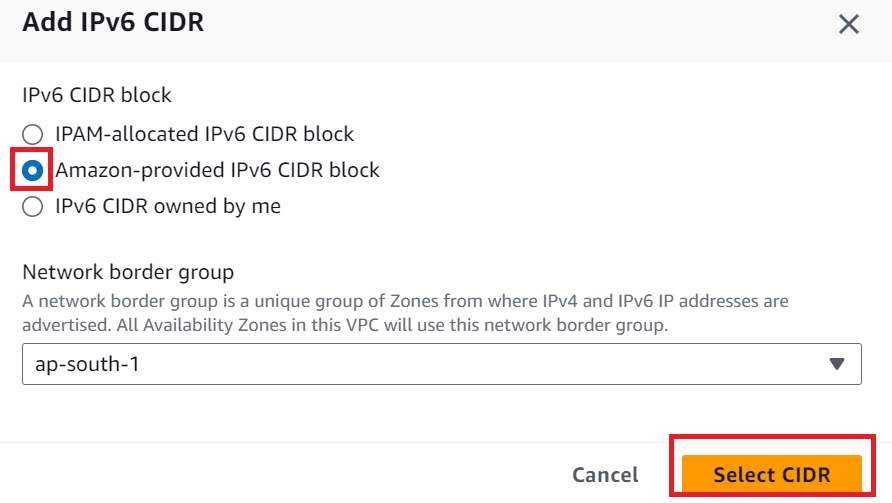 Add IPv6 CIDR
IPv6 CIDR block
IPAM-allocated IPv6 CIDR block
Amazon-provided IPv6 CIDR block
IPv6 CIDR owned by me
Network border group
A network border group is a unique group of Zones from where IPv4 and IPv6 IP addresses are
advertised. All Availability Zones in this VPC will use this network border group.
ap-south-1
Cancel Select CIDR